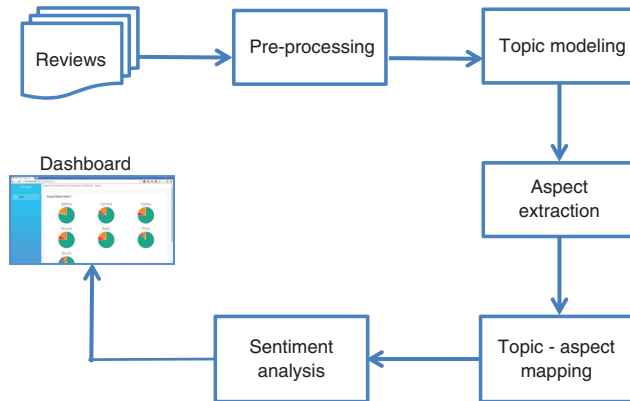 Reviews
Pre-processing
Topic modeling
Aspect
extraction
Topic - aspect
mapping
Sentiment
analysis
Dashboard